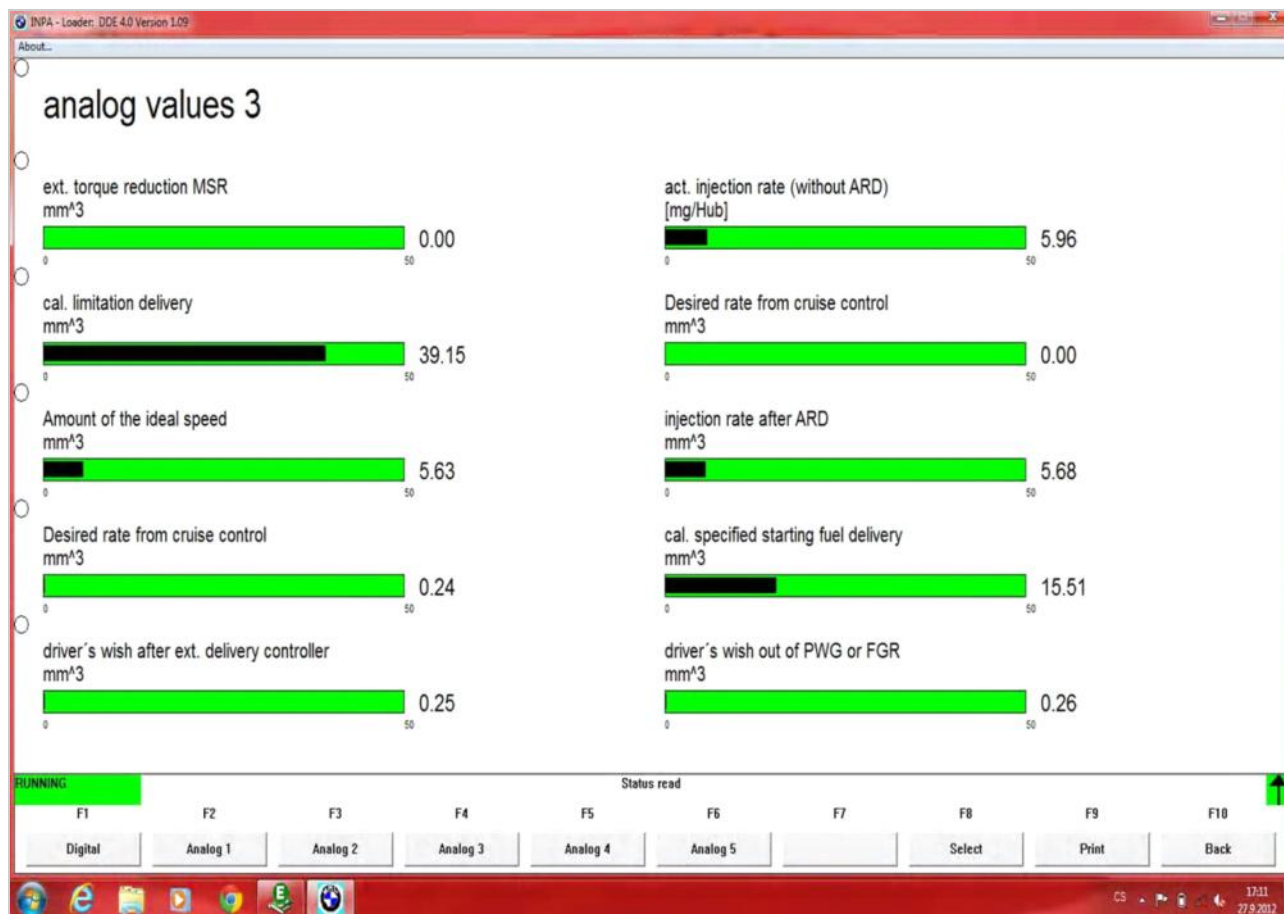 INPA - Loader: DDE 4.0 Version 1.09
About...
analog values 3
ext. torque reduction MSR
mm^3
0.00
0 50
act. injection rate (without ARD)
[mg/Hub]
5.96
0 50
cal. limitation delivery
mm^3
39.15
0 50
Desired rate from cruise control
mm^3
0.00
0 50
Amount of the ideal speed
mm^3
5.63
0 50
injection rate after ARD
mm^3
5.68
0 50
Desired rate from cruise control
mm^3
0.24
0 50
cal. specified starting fuel delivery
mm^3
15.51
0 50
driver´s wish after ext. delivery controller
mm^3
0.25
0 50
driver´s wish out of PWG or FGR
mm^3
0.26
0 50
RUNNING Status read
F1 F2 F3 F4 F5 F6 F7 F8 F9 F10
Digital Analog 1 Analog 2 Analog 3 Analog 4 Analog 5 Select Print Back
CS 17:11
27.9.2012